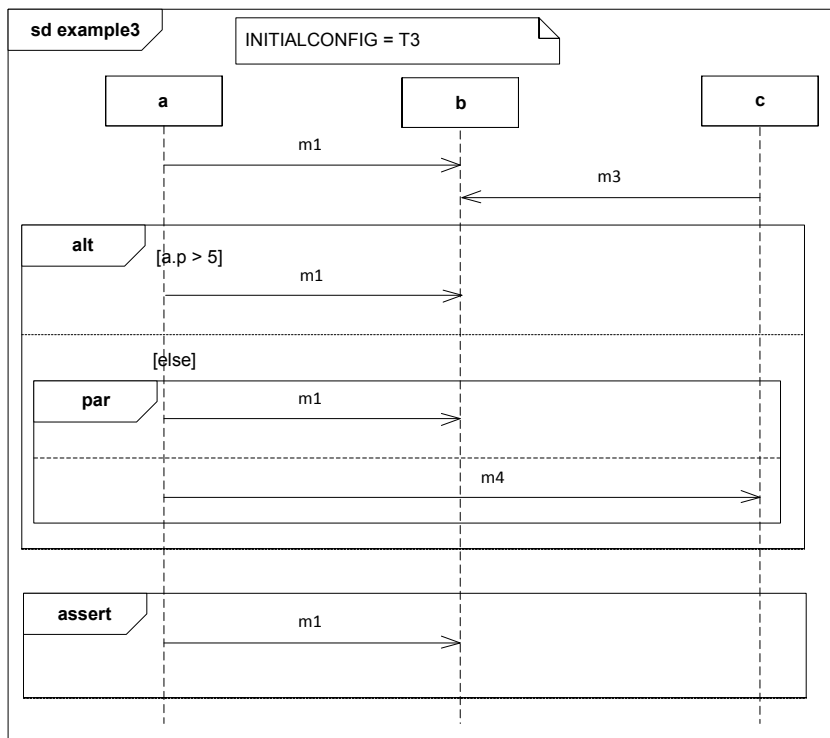 sd example3
INITIALCONFIG = T3
a
b
c
m1
m3
alt
[a.p > 5]
m1
[else]
par
m1
m4
assert
m1